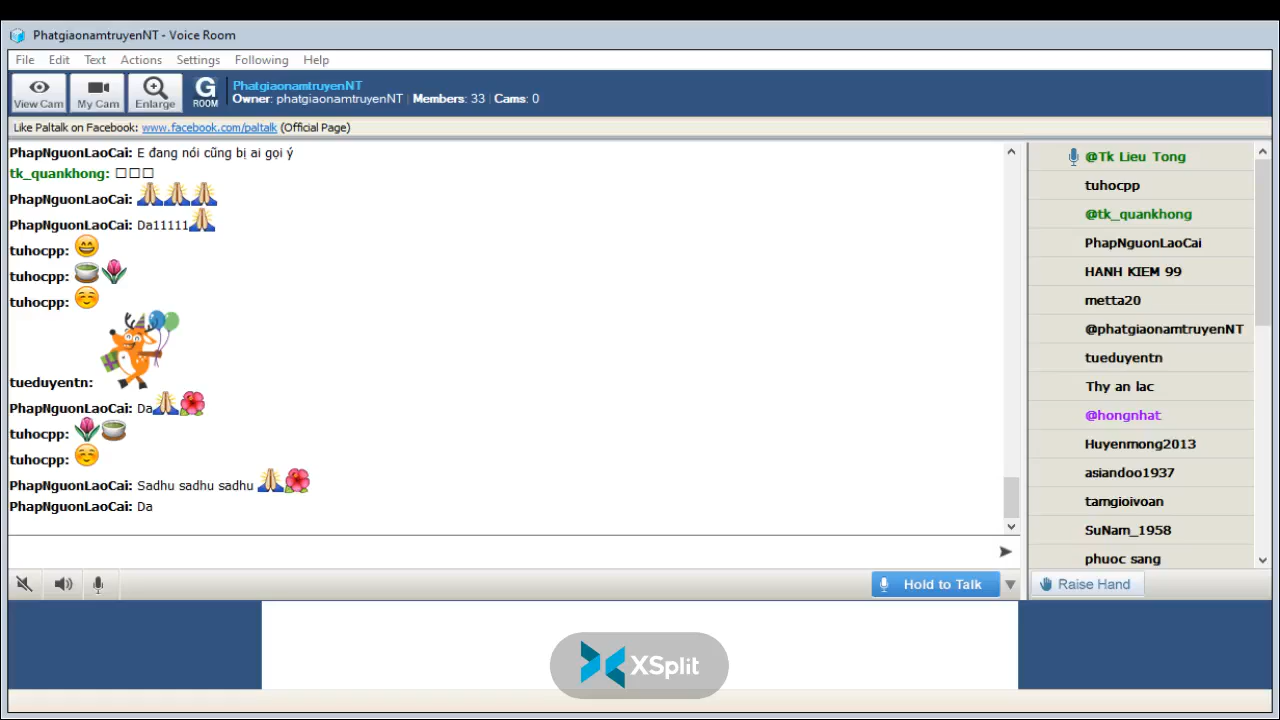 PhatgiaonamtruyenNT - Voice Room
File Edit Text Actions Settings Following Help
View Cam My Cam Enlarge G ROOM
PhatgiaonamtruyenNT
Owner: phatgiaonamtruyenNT | Members: 33 | Cams: 0
Like Paltalk on Facebook: www.facebook.com/paltalk (Official Page)
PhapNguonLaoCai: E đang nói cũng bị ai gọi ý
tk_quankhong: □□□
PhapNguonLaoCai: 🙏🙏🙏
PhapNguonLaoCai: Da11111🙏
tuhocpp: 😄
tuhocpp: 🍵🌷
tuhocpp: ☺️
tueduyentn:
PhapNguonLaoCai: Da🙏🌺
tuhocpp: 🌷🍵
tuhocpp: ☺️
PhapNguonLaoCai: Sadhu sadhu sadhu 🙏🌺
PhapNguonLaoCai: Da
@Tk Lieu Tong
tuhocpp
@tk_quankhong
PhapNguonLaoCai
HANH KIEM 99
metta20
@phatgiaonamtruyenNT
tueduyentn
Thy an lac
@hongnhat
Huyenmong2013
asiandoo1937
tamgioivoan
SuNam_1958
phuoc sang
Hold to Talk
Raise Hand
XSplit